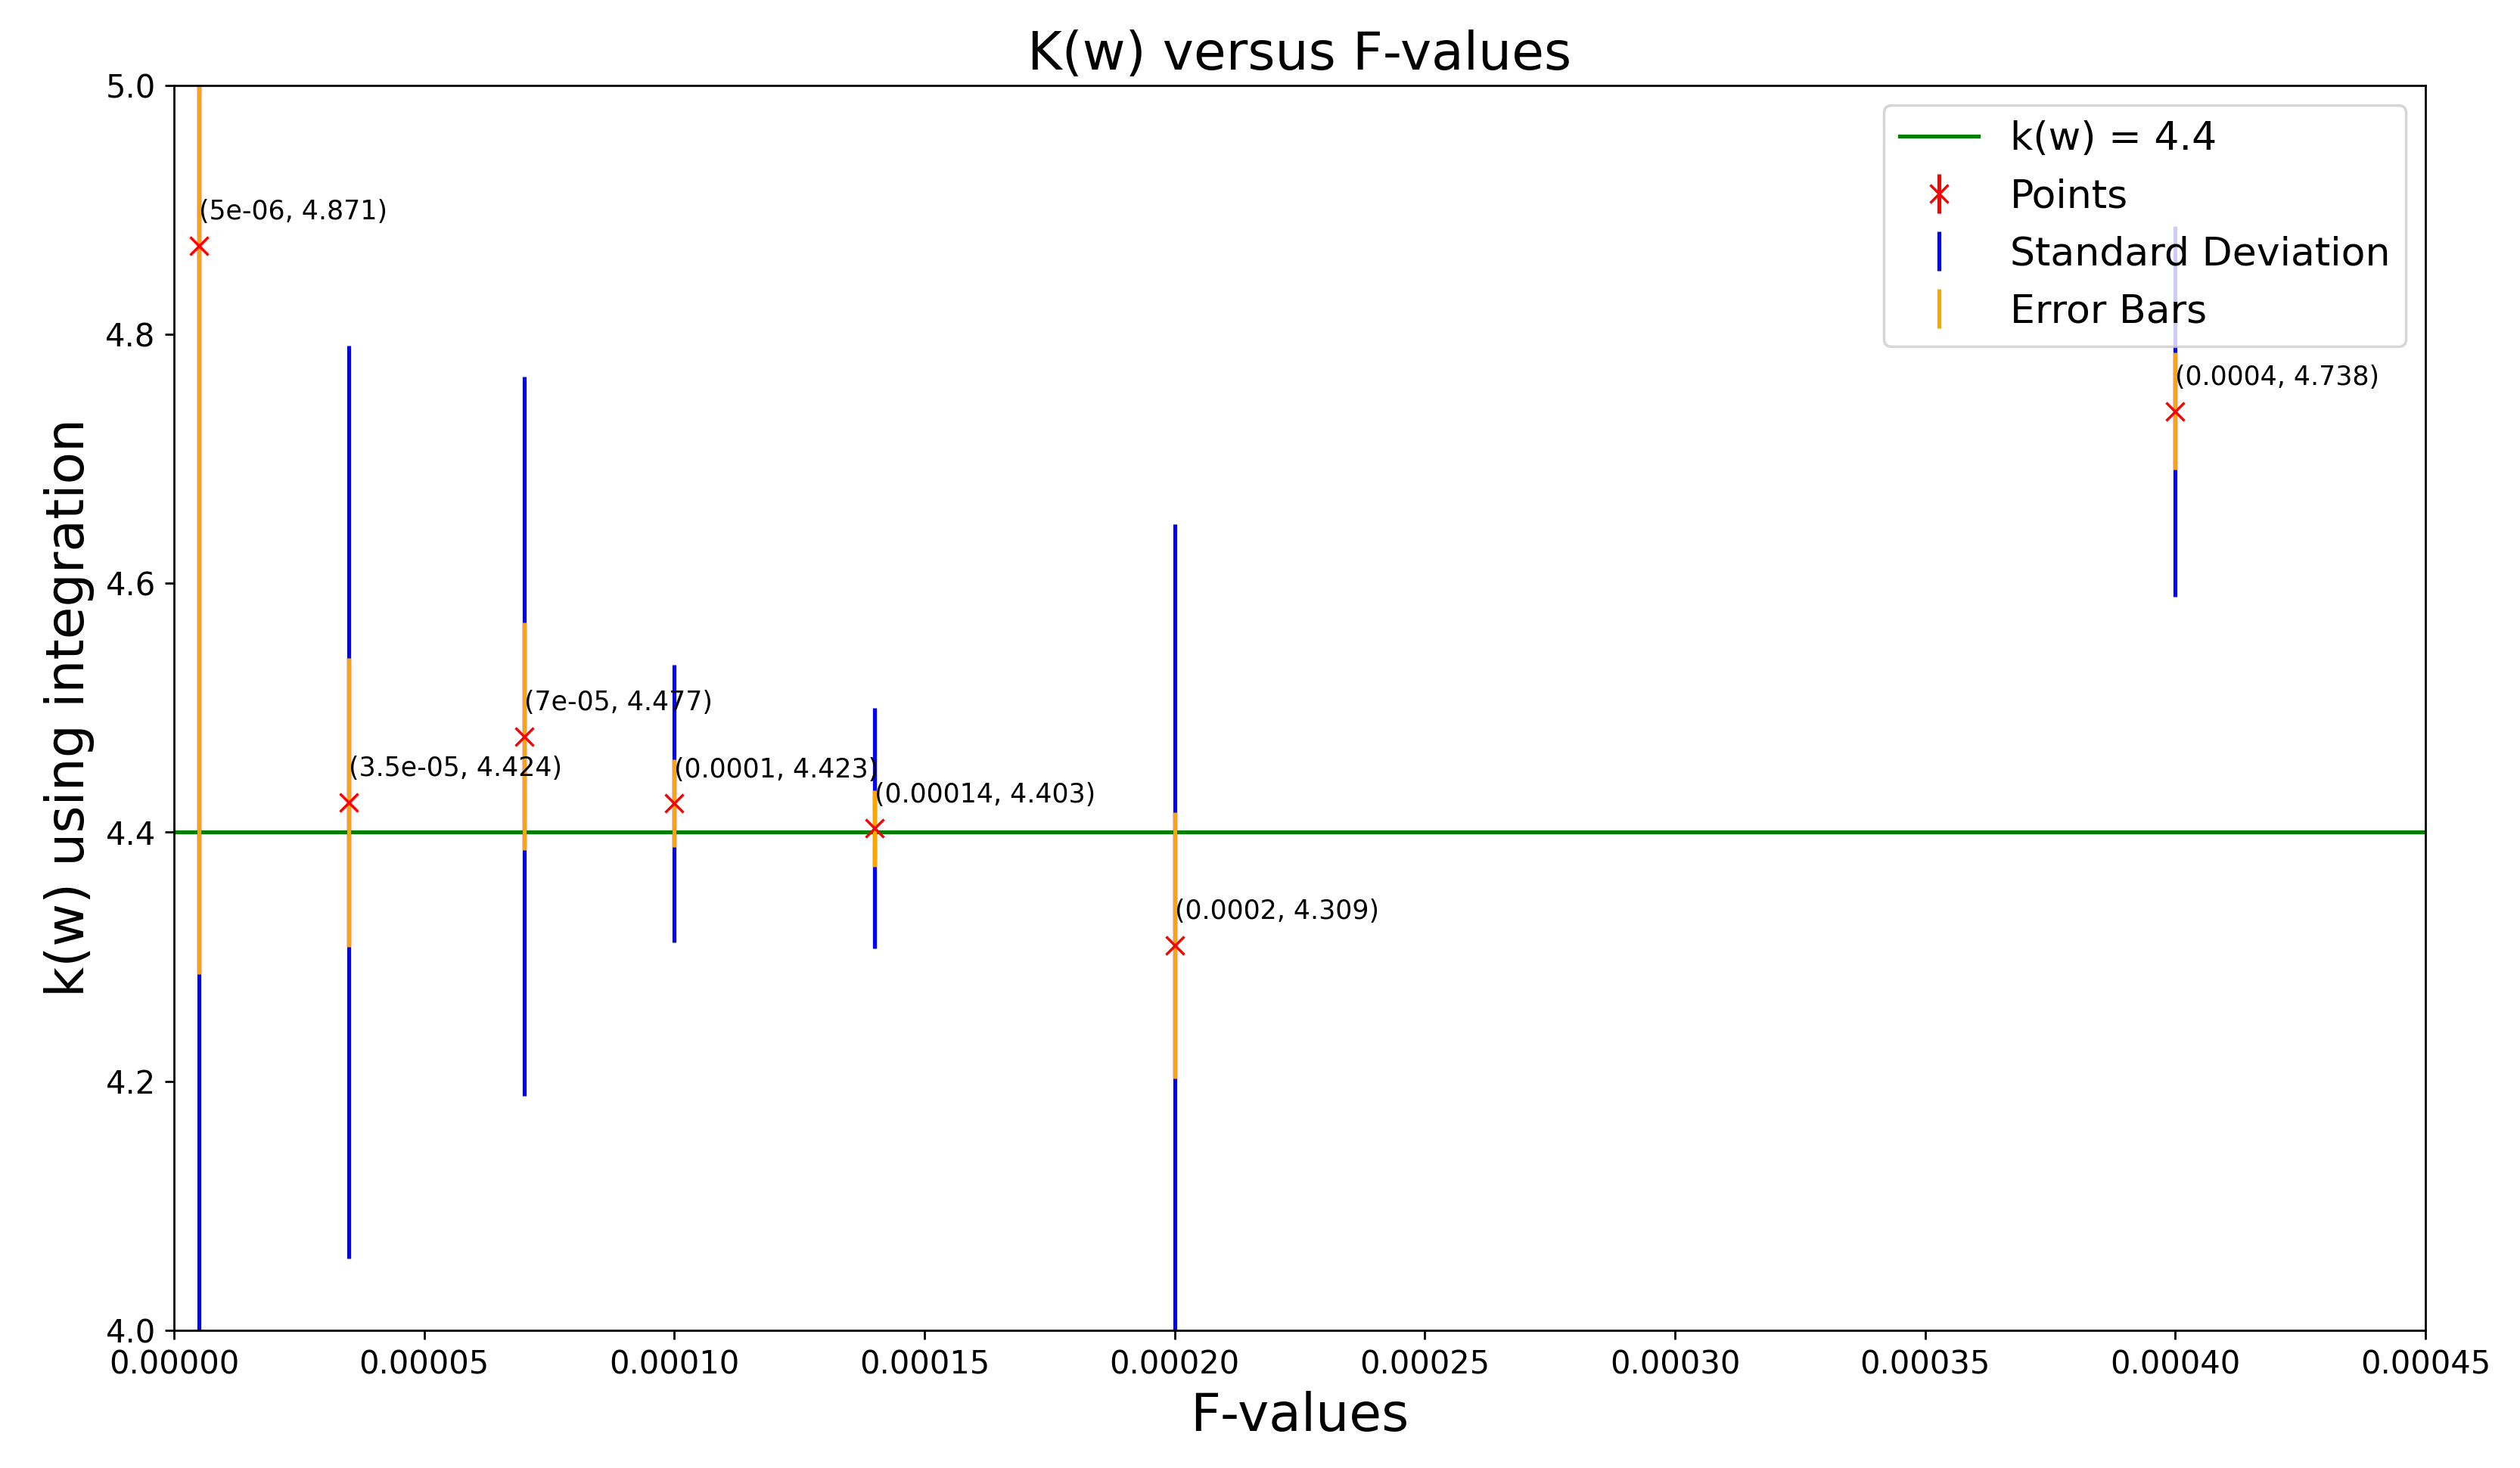 K(w) versus F-values
k(w) using integration
5.0
4.8
4.6
4.4
4.2
4.0
k(w) = 4.4
Points
Standard Deviation
Error Bars
(5e-06, 4.871)
(3.5e-05, 4.424)
(7e-05, 4.477)
(0.0001, 4.423)
(0.00014, 4.403)
(0.0002, 4.309)
(0.0004, 4.738)
0.00000
0.00005
0.00010
0.00015
0.00020
0.00025
0.00030
0.00035
0.00040
0.00045
F-values